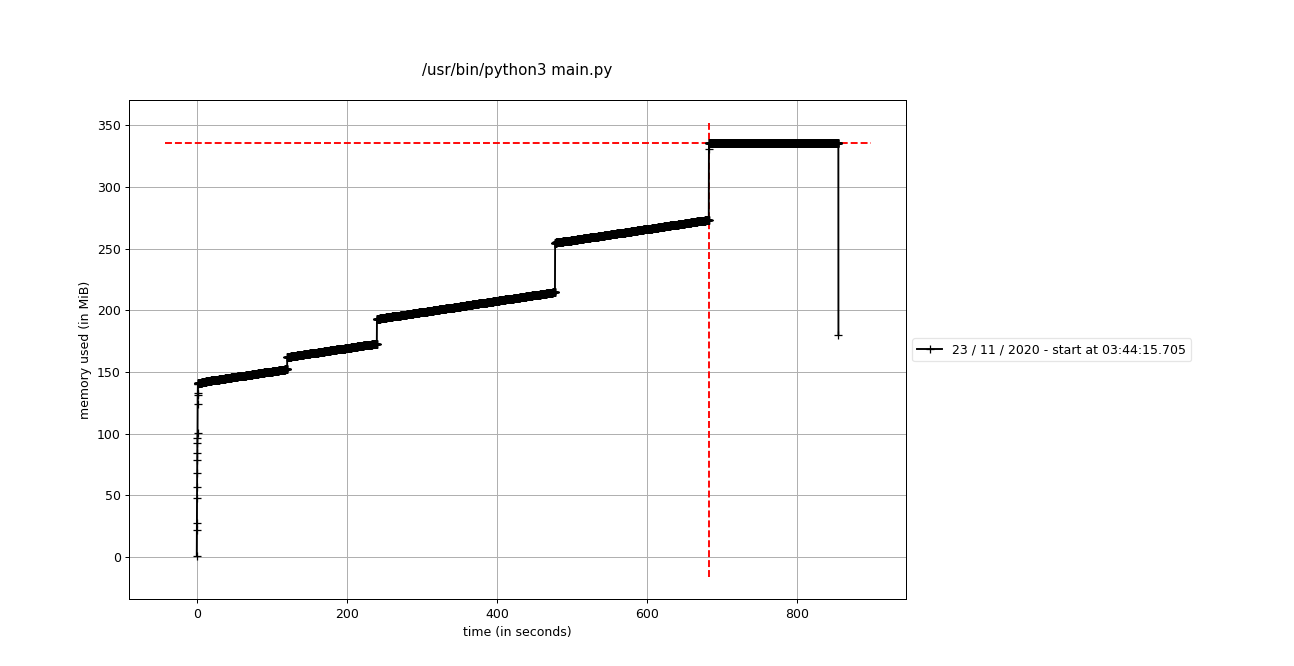 /usr/bin/python3 main.py
350
300
250
200
150
100
50
0
memory used (in MiB)
0 200 400 600 800
time (in seconds)
23 / 11 / 2020 - start at 03:44:15.705